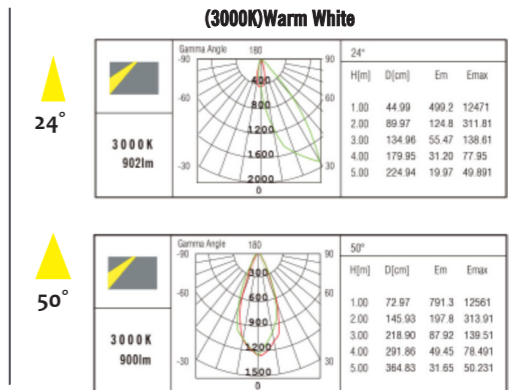 (3000K)Warm White
24°
3000K
902lm
Gamma Angle 180
-90 90
400
-60 800 60
1200
-30 1600 30
2000
0
24°
H[m] D[cm] Em Emax
1.00 44.99 499.2 12471
2.00 89.97 124.8 311.81
3.00 134.96 55.47 138.61
4.00 179.95 31.20 77.95
5.00 224.94 19.97 49.891
50°
3000K
900lm
Gamma Angle 180
-90 90
300
-60 600 60
900
-30 1200 30
1500
0
50°
H[m] D[cm] Em Emax
1.00 72.97 791.3 12561
2.00 145.93 197.8 313.91
3.00 218.90 87.92 139.51
4.00 291.86 49.45 78.491
5.00 364.83 31.65 50.231